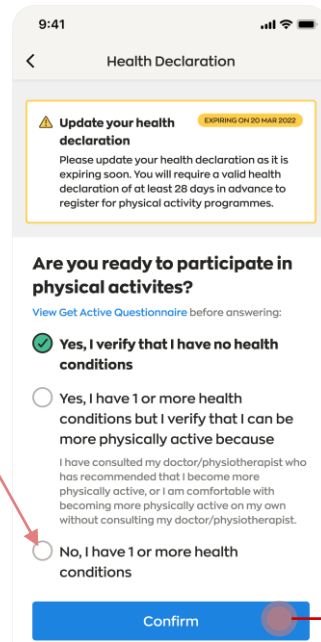 9:41
Health Declaration
Update your health
declaration
EXPIRING ON 20 MAR 2022
Please update your health declaration as it is
expiring soon. You will require a valid health
declaration of at least 28 days in advance to
register for physical activity programmes.
Are you ready to participate in
physical activites?
View Get Active Questionnaire before answering:
Yes, I verify that I have no health
conditions
Yes, I have 1 or more health
conditions but I verify that I can be
more physically active because
I have consulted my doctor/physiotherapist who
has recommended that I become more
physically active, or I am comfortable with
becoming more physically active on my own
without consulting my doctor/physiotherapist.
No, I have 1 or more health
conditions
Confirm